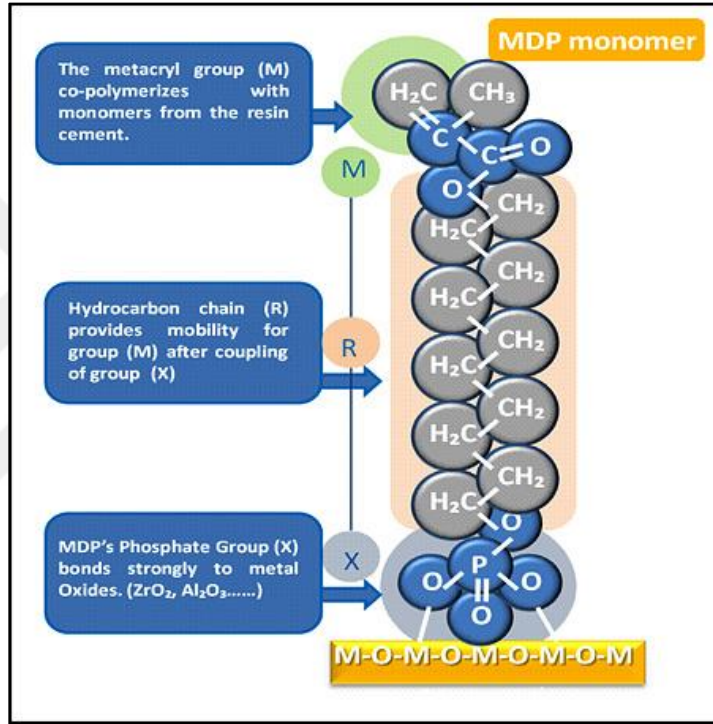 MDP monomer
The metacryl group (M)
co-polymerizes with
monomers from the resin
cement.
M
Hydrocarbon chain (R)
provides mobility for
group (M) after coupling
of group (X)
R
MDP's Phosphate Group (X)
bonds strongly to metal
Oxides. (ZrO₂, Al₂O₃......)
X
H₂C CH₃
C C=O
O CH₂
H₂C
CH₂
H₂C
CH₂
H₂C
CH₂
H₂C
CH₂
H₂C
O
P
O O
O
M-O-M-O-M-O-M-O-M